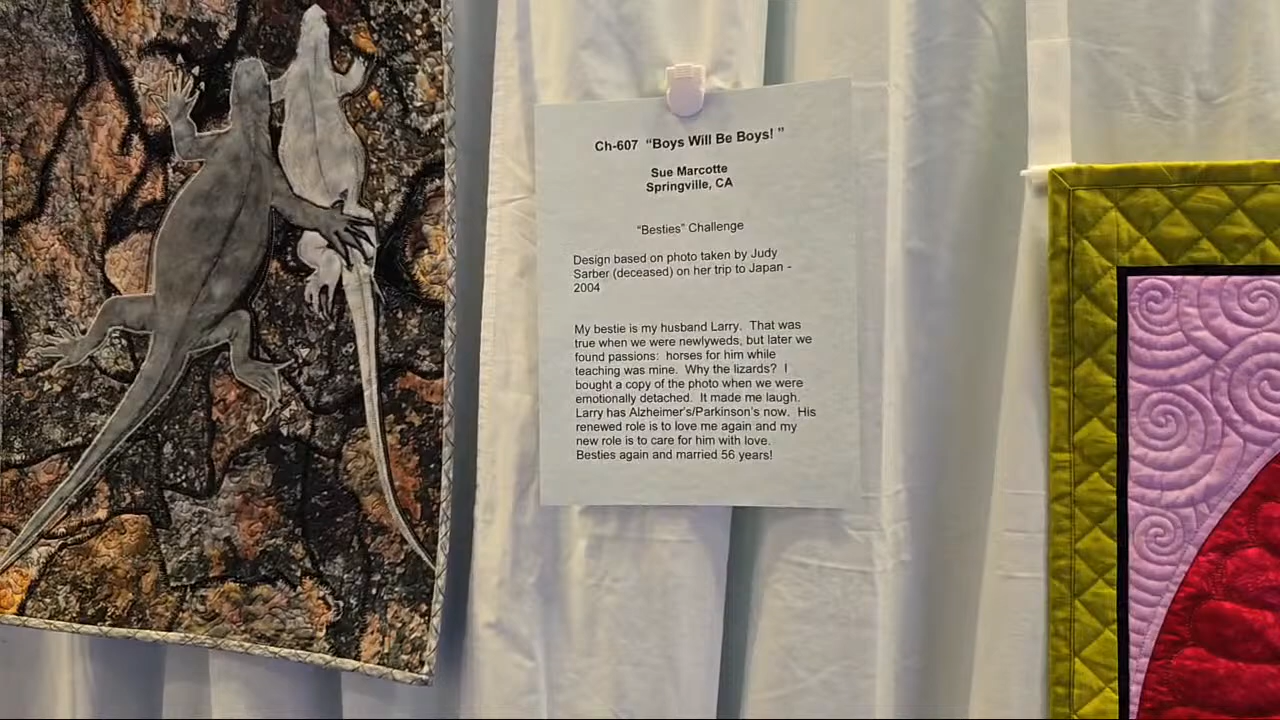 Ch-607 "Boys Will Be Boys! "
Sue Marcotte
Springville, CA
"Besties" Challenge
Design based on photo taken by Judy
Sarber (deceased) on her trip to Japan -
2004
My bestie is my husband Larry. That was
true when we were newlyweds, but later we
found passions: horses for him while
teaching was mine. Why the lizards? I
bought a copy of the photo when we were
emotionally detached. It made me laugh.
Larry has Alzheimer's/Parkinson's now. His
renewed role is to love me again and my
new role is to care for him with love.
Besties again and married 56 years!